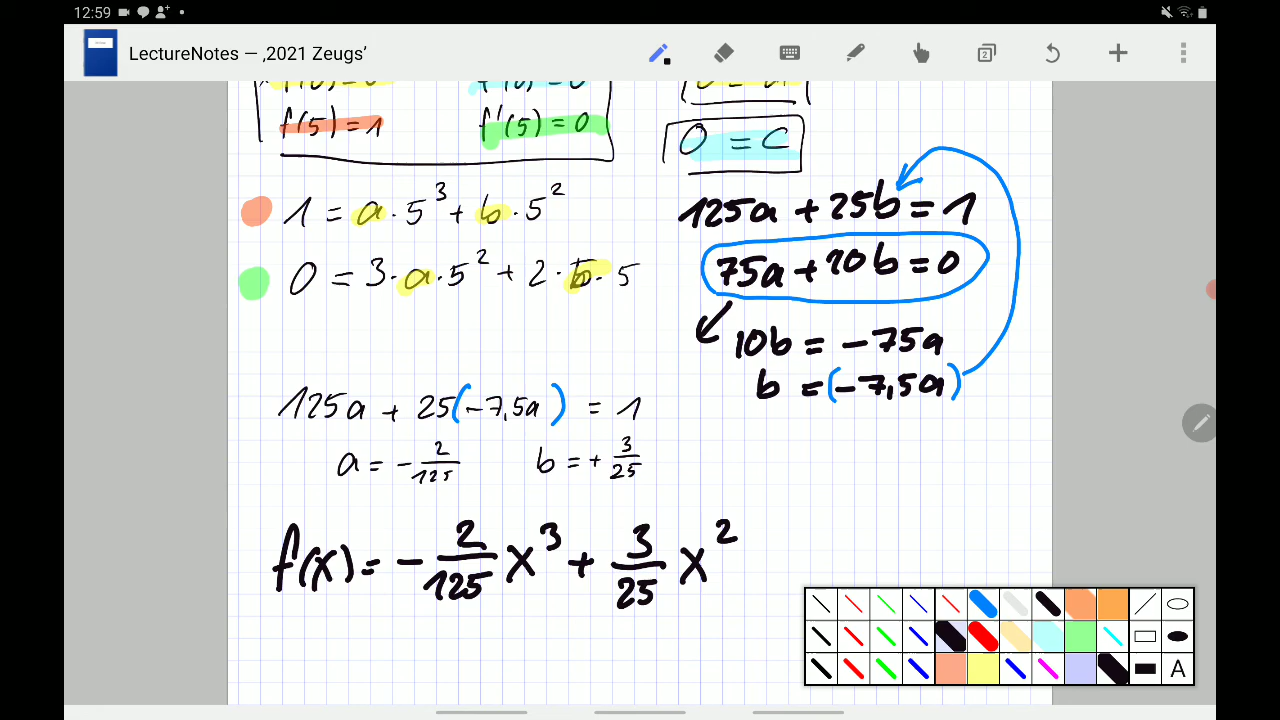 12:59
LectureNotes — ‚2021 Zeugs’
2
f(5) = 1
f'(5) = 0
0 = c
1 = a · 5³ + b · 5²
0 = 3 · a · 5² + 2 · b · 5
125a + 25b = 1
75a + 10b = 0
10b = −75a
b = (−7,5a)
125a + 25(−7,5a) = 1
a = − 2/125 b = + 3/25
f(x) = − 2/125 x³ + 3/25 x²
A